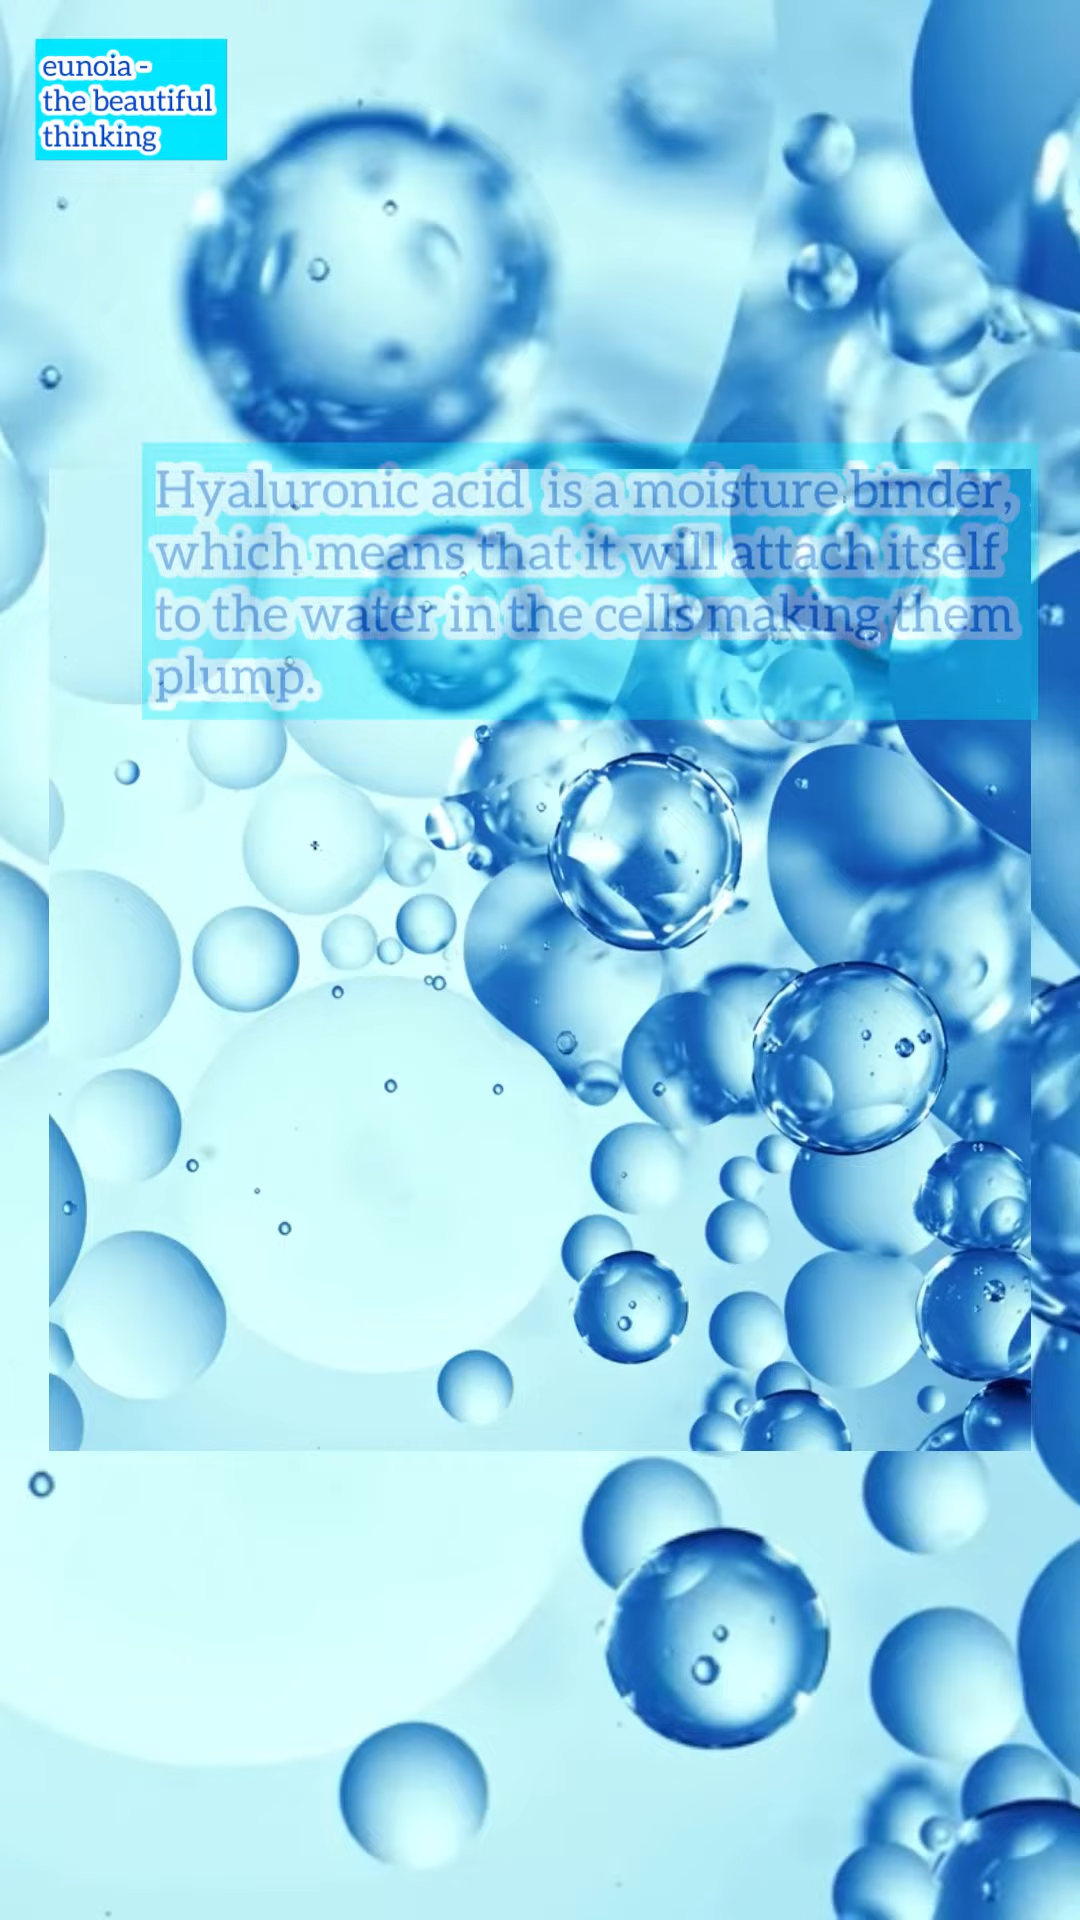 eunoia -
the beautiful
thinking
Hyaluronic acid  is a moisture binder,
which means that it will attach itself
to the water in the cells making them
plump.